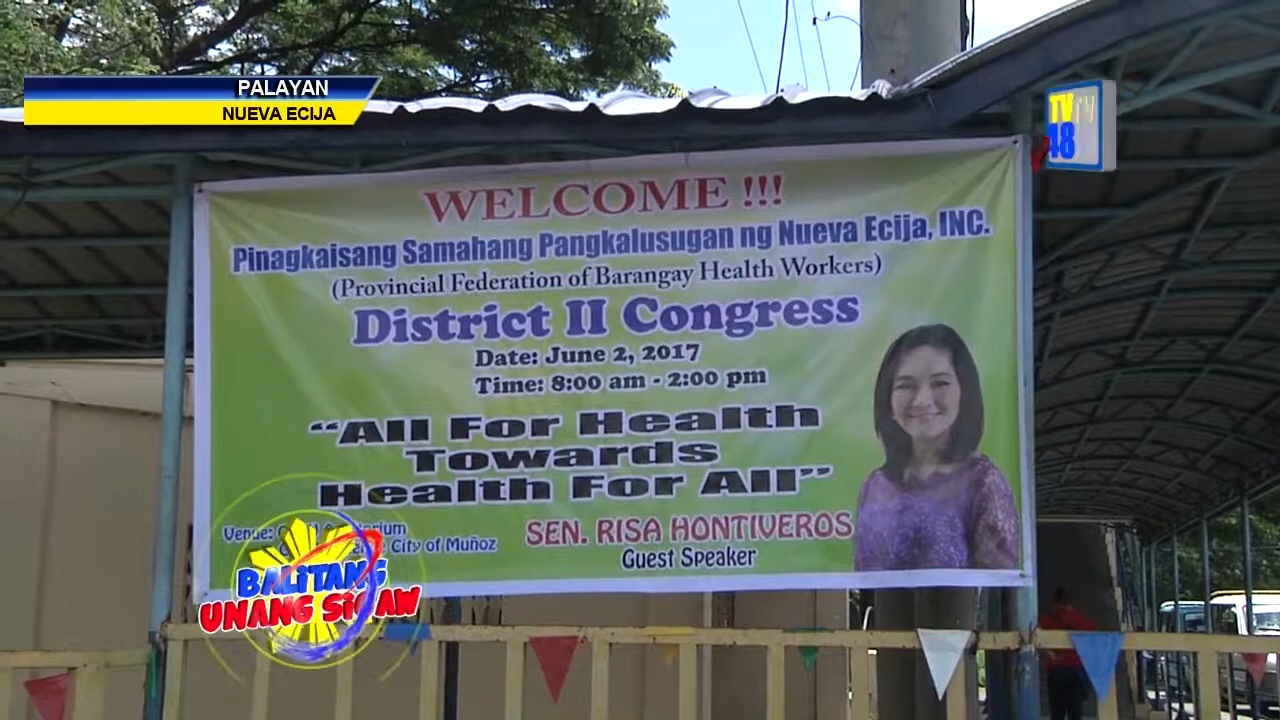 PALAYAN
NUEVA ECIJA
TV
48
WELCOME !!!
Pinagkaisang Samahang Pangkalusugan ng Nueva Ecija, INC.
(Provincial Federation of Barangay Health Workers)
District II Congress
Date: June 2, 2017
Time: 8:00 am - 2:00 pm
“All For Health
Towards
Health For All”
Venue:
City of Muñoz
SEN. RISA HONTIVEROS
Guest Speaker
BALITANG
UNANG SIGAW